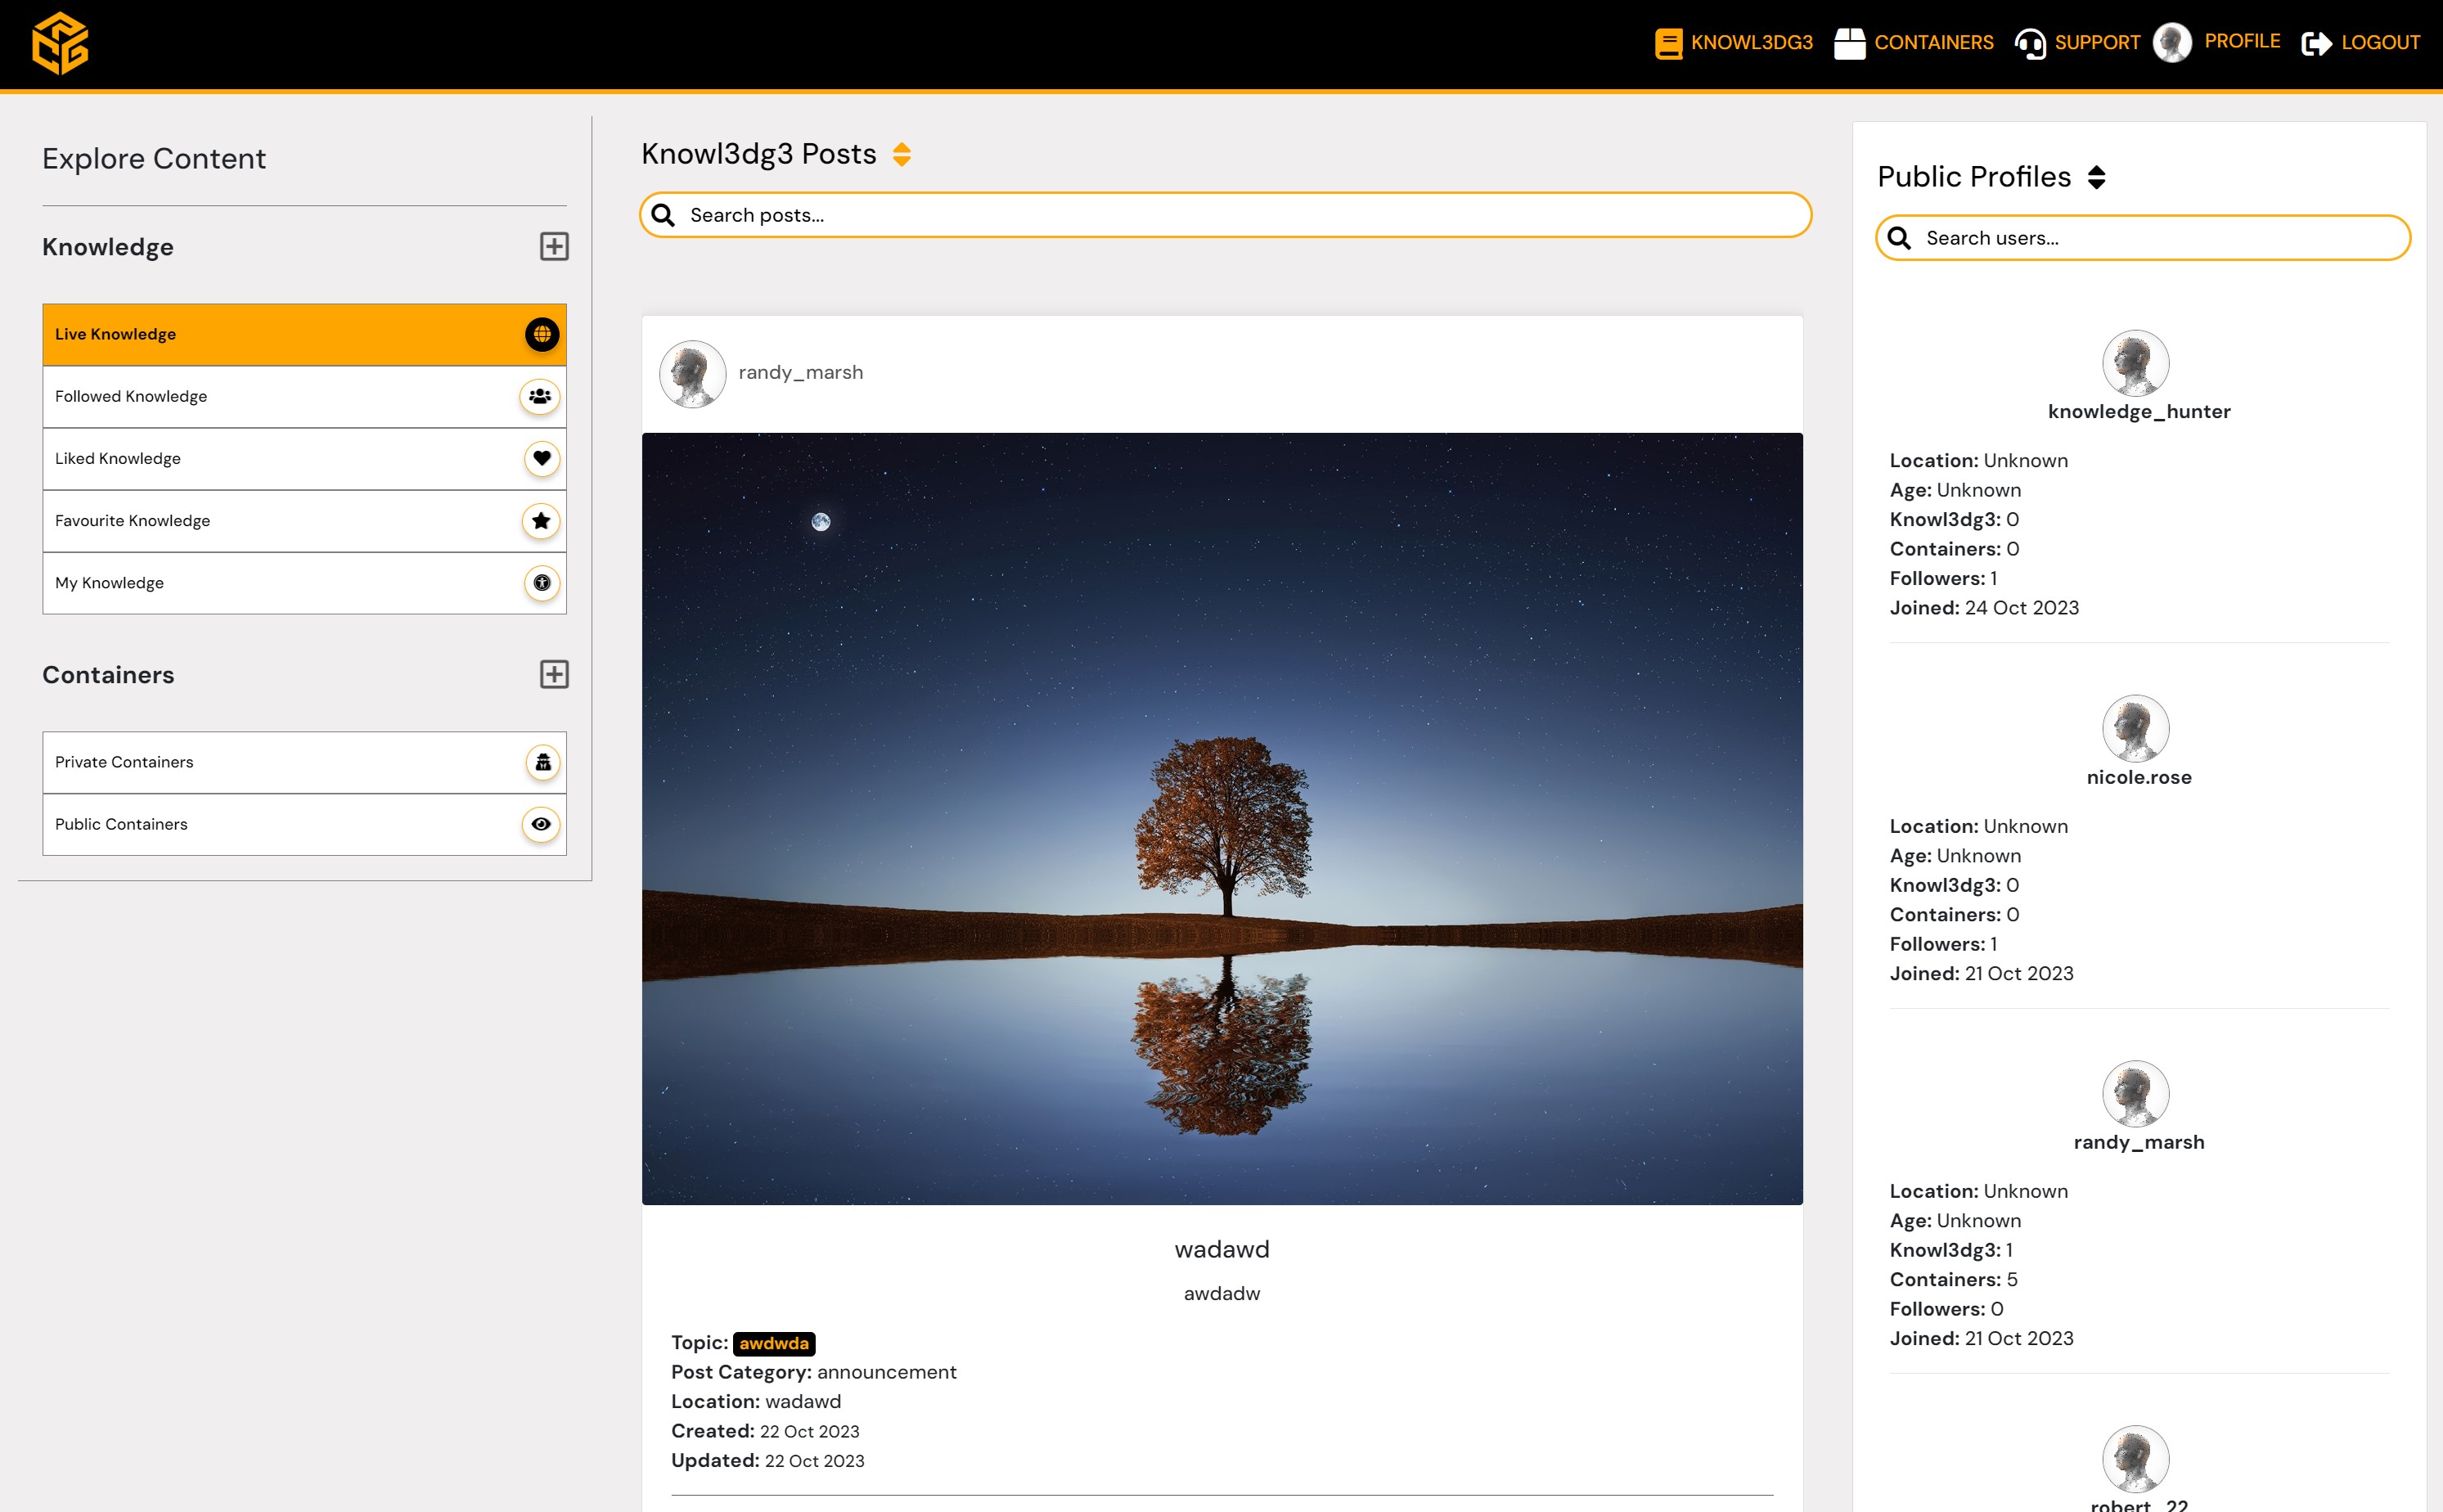 KNOWL3DG3 CONTAINERS SUPPORT PROFILE LOGOUT
Explore Content
Knowledge
Live Knowledge
Followed Knowledge
Liked Knowledge
Favourite Knowledge
My Knowledge
Containers
Private Containers
Public Containers
Knowl3dg3 Posts
Search posts...
randy_marsh
wadawd
awdadw
Topic: awdwda
Post Category: announcement
Location: wadawd
Created: 22 Oct 2023
Updated: 22 Oct 2023
Public Profiles
Search users...
knowledge_hunter
Location: Unknown
Age: Unknown
Knowl3dg3: 0
Containers: 0
Followers: 1
Joined: 24 Oct 2023
nicole.rose
Location: Unknown
Age: Unknown
Knowl3dg3: 0
Containers: 0
Followers: 1
Joined: 21 Oct 2023
randy_marsh
Location: Unknown
Age: Unknown
Knowl3dg3: 1
Containers: 5
Followers: 0
Joined: 21 Oct 2023
robert_22